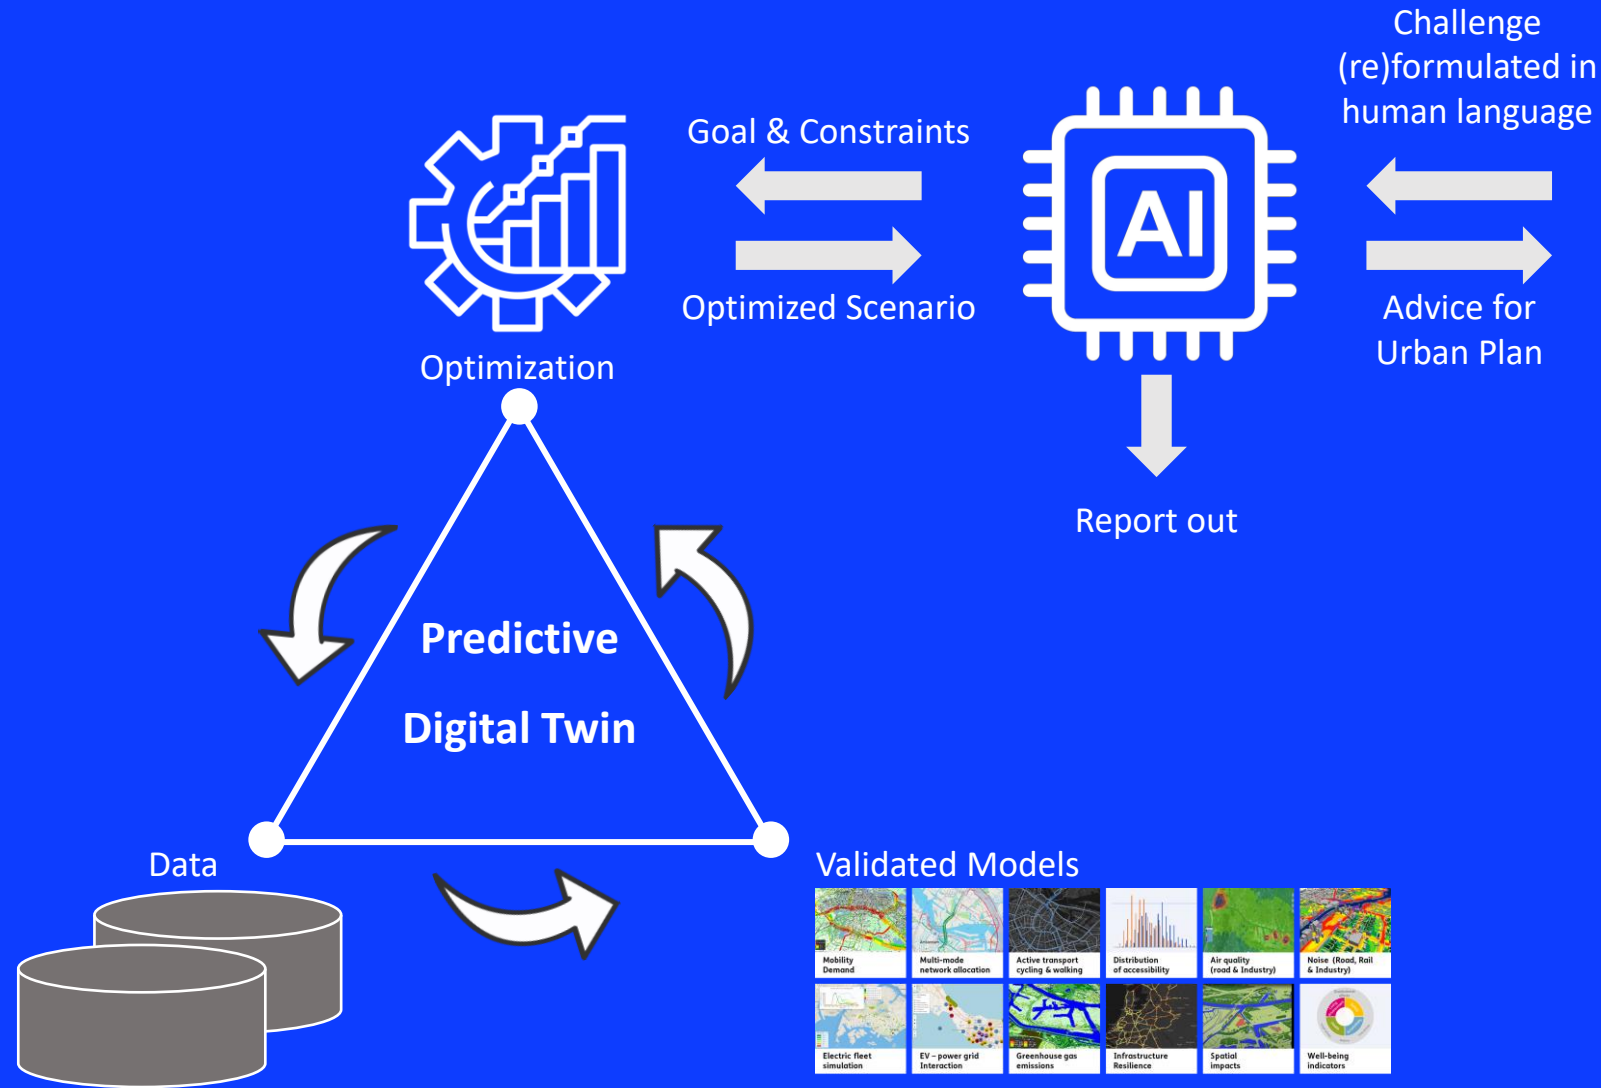 Challenge
(re)formulated in
human language
Goal & Constraints
AI
Optimized Scenario
Advice for
Urban Plan
Optimization
Report out
Predictive
Digital Twin
Data
Validated Models
Mobility
Demand
Multi-mode
network allocation
Active transport
cycling & walking
Distribution
of accessibility
Air quality
(road & Industry)
Noise (Road, Rail
& Industry)
Electric fleet
simulation
EV – power grid
Interaction
Greenhouse gas
emissions
Infrastructure
Resilience
Spatial
impacts
Well-being
indicators